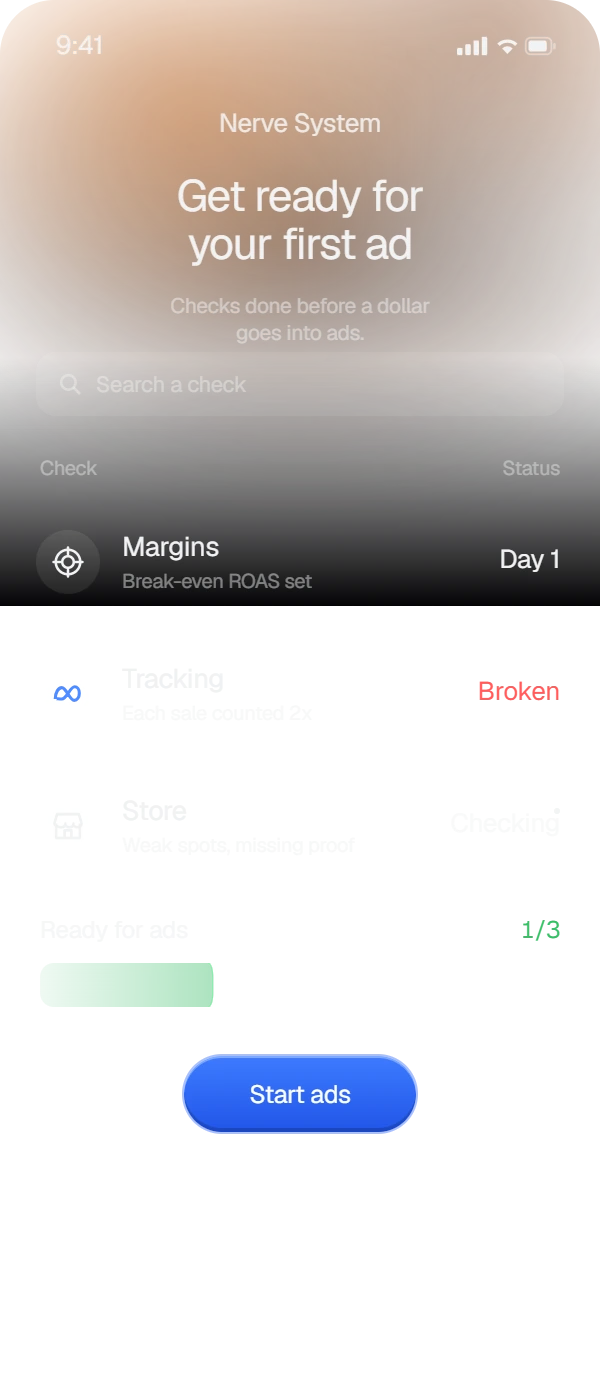 9:41
Nerve System
Get ready for
your first ad
Checks done before a dollar
goes into ads.
Search a check
Check Status
Margins Day 1
Break-even ROAS set
Tracking Broken
Each sale counted 2x
Store Checking
Weak spots, missing proof
Ready for ads 1/3
Start ads